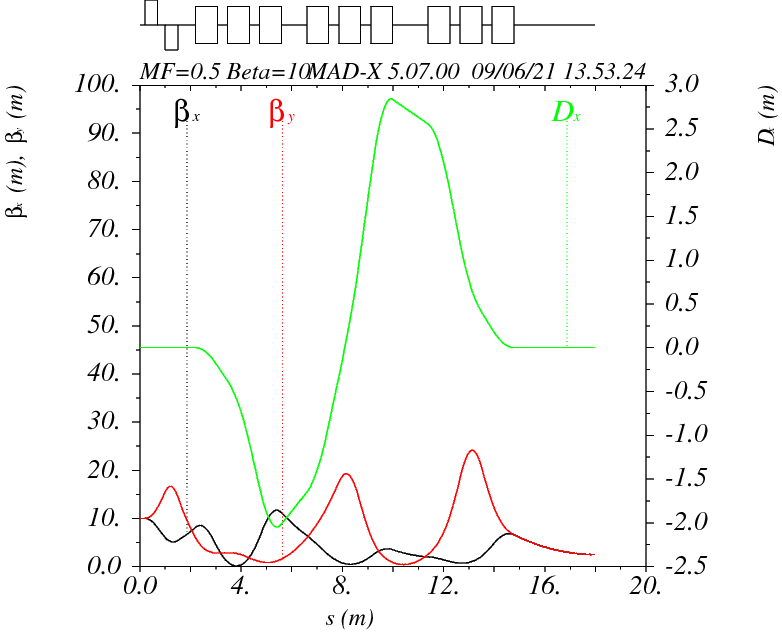 MF=0.5 Beta=10MAD-X 5.07.00 09/06/21 13.53.24
100.
90.
80.
70.
60.
50.
40.
30.
20.
10.
0.0
βx (m), βy (m)
βx
βy
Dx
3.0
2.5
2.0
1.5
1.0
0.5
0.0
-0.5
-1.0
-1.5
-2.0
-2.5
D (m)
0.0 4. 8. 12. 16. 20.
s (m)